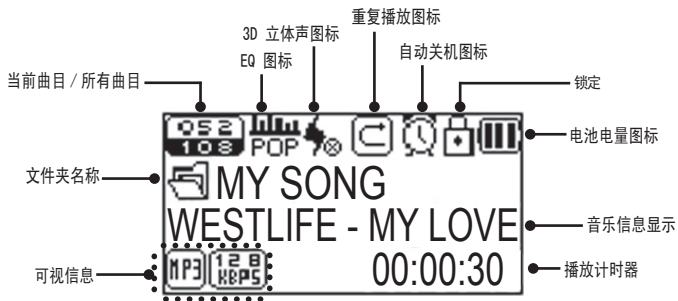 重复播放图标
3D 立体声图标
自动关机图标
EQ 图标
当前曲目 / 所有曲目
锁定
052
108
POP
电池电量图标
文件夹名称
MY SONG
WESTLIFE - MY LOVE
音乐信息显示
可视信息
MP3
128
KBPS
00:00:30
播放计时器